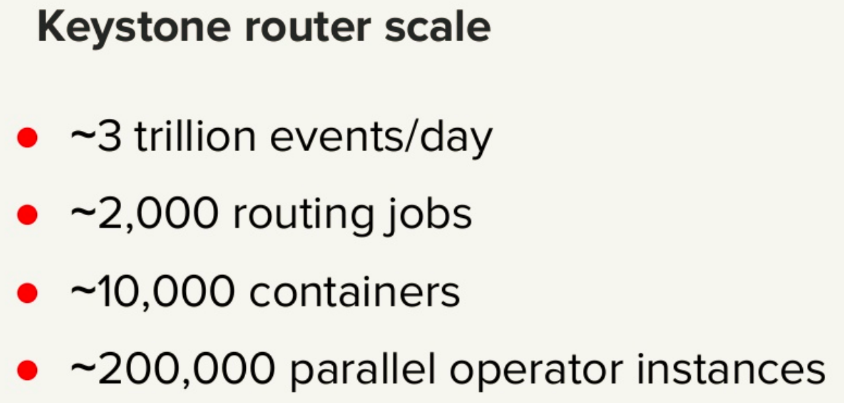 Keystone router scale
● ~3 trillion events/day
● ~2,000 routing jobs
● ~10,000 containers
● ~200,000 parallel operator instances